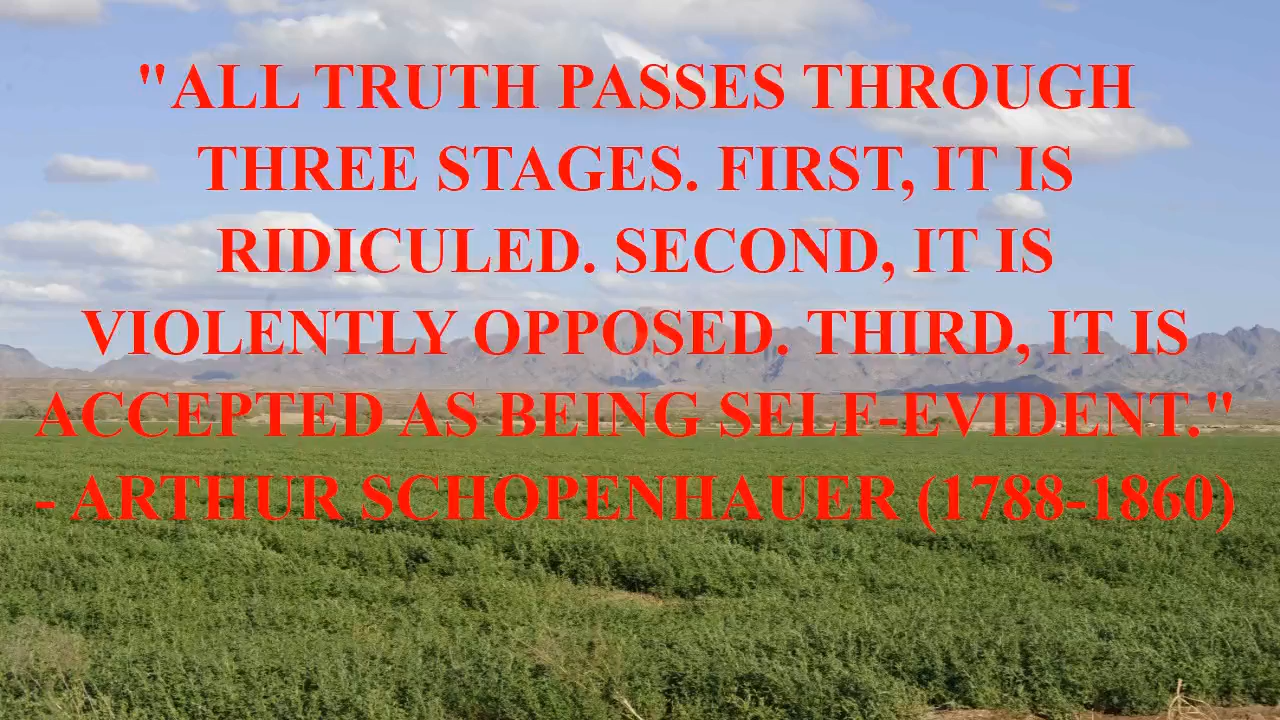 "ALL TRUTH PASSES THROUGH
THREE STAGES. FIRST, IT IS
RIDICULED. SECOND, IT IS
VIOLENTLY OPPOSED. THIRD, IT IS
ACCEPTED AS BEING SELF-EVIDENT."
- ARTHUR SCHOPENHAUER (1788-1860)